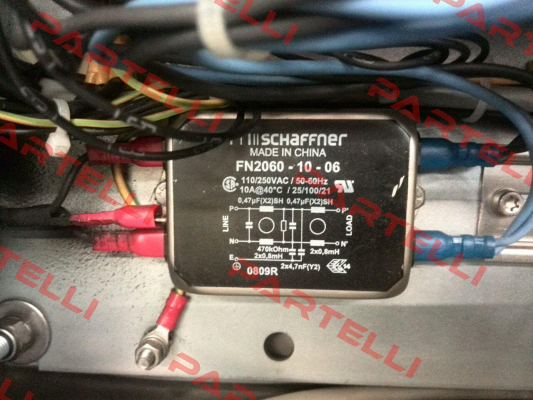 PARTELLI
PARTELLI
PARTELLI
SCHAFFNER
MADE IN CHINA
FN2060 - 10 - 06
110/250VAC / 50-60Hz
10A@40°C / 25/100/21
0,47µF(X2)SH 0,47µF(X2)SH
P P'
LINE LOAD
N N'
470kOhm 2x0,8mH
E 2x0,8mH
2x4,7nF(Y2)
0809R
14
PARTELLI
PARTELLI
PARTELLI